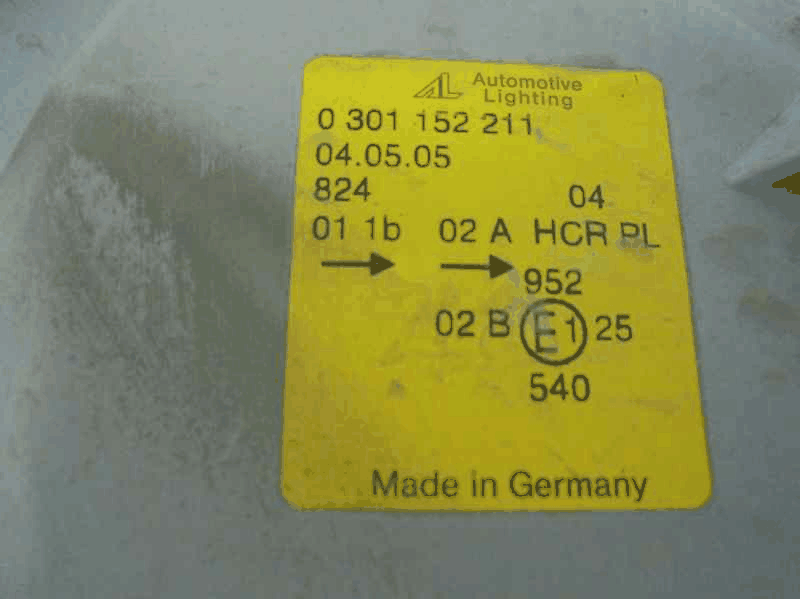 AL Automotive
Lighting
0 301 152 211
04.05.05
824 04
01 1b 02 A HCR PL
952
02 B E1 25
540
Made in Germany